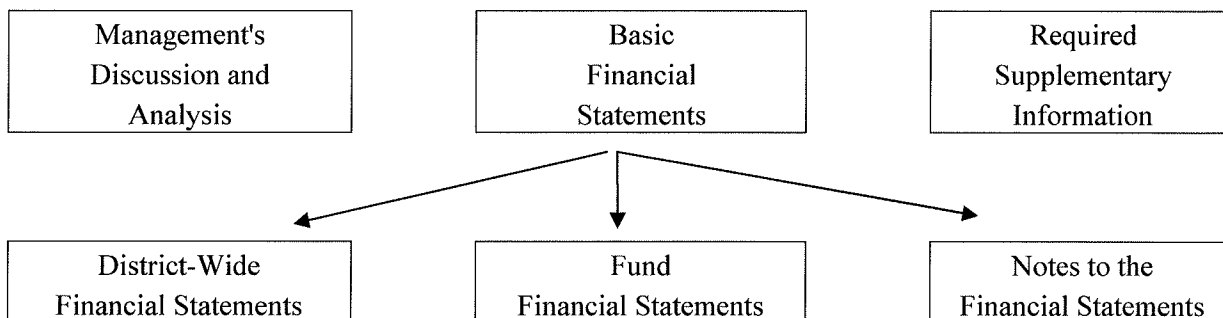 Management's
Discussion and
Analysis
Basic
Financial
Statements
Required
Supplementary
Information
District-Wide
Financial Statements
Fund
Financial Statements
Notes to the
Financial Statements